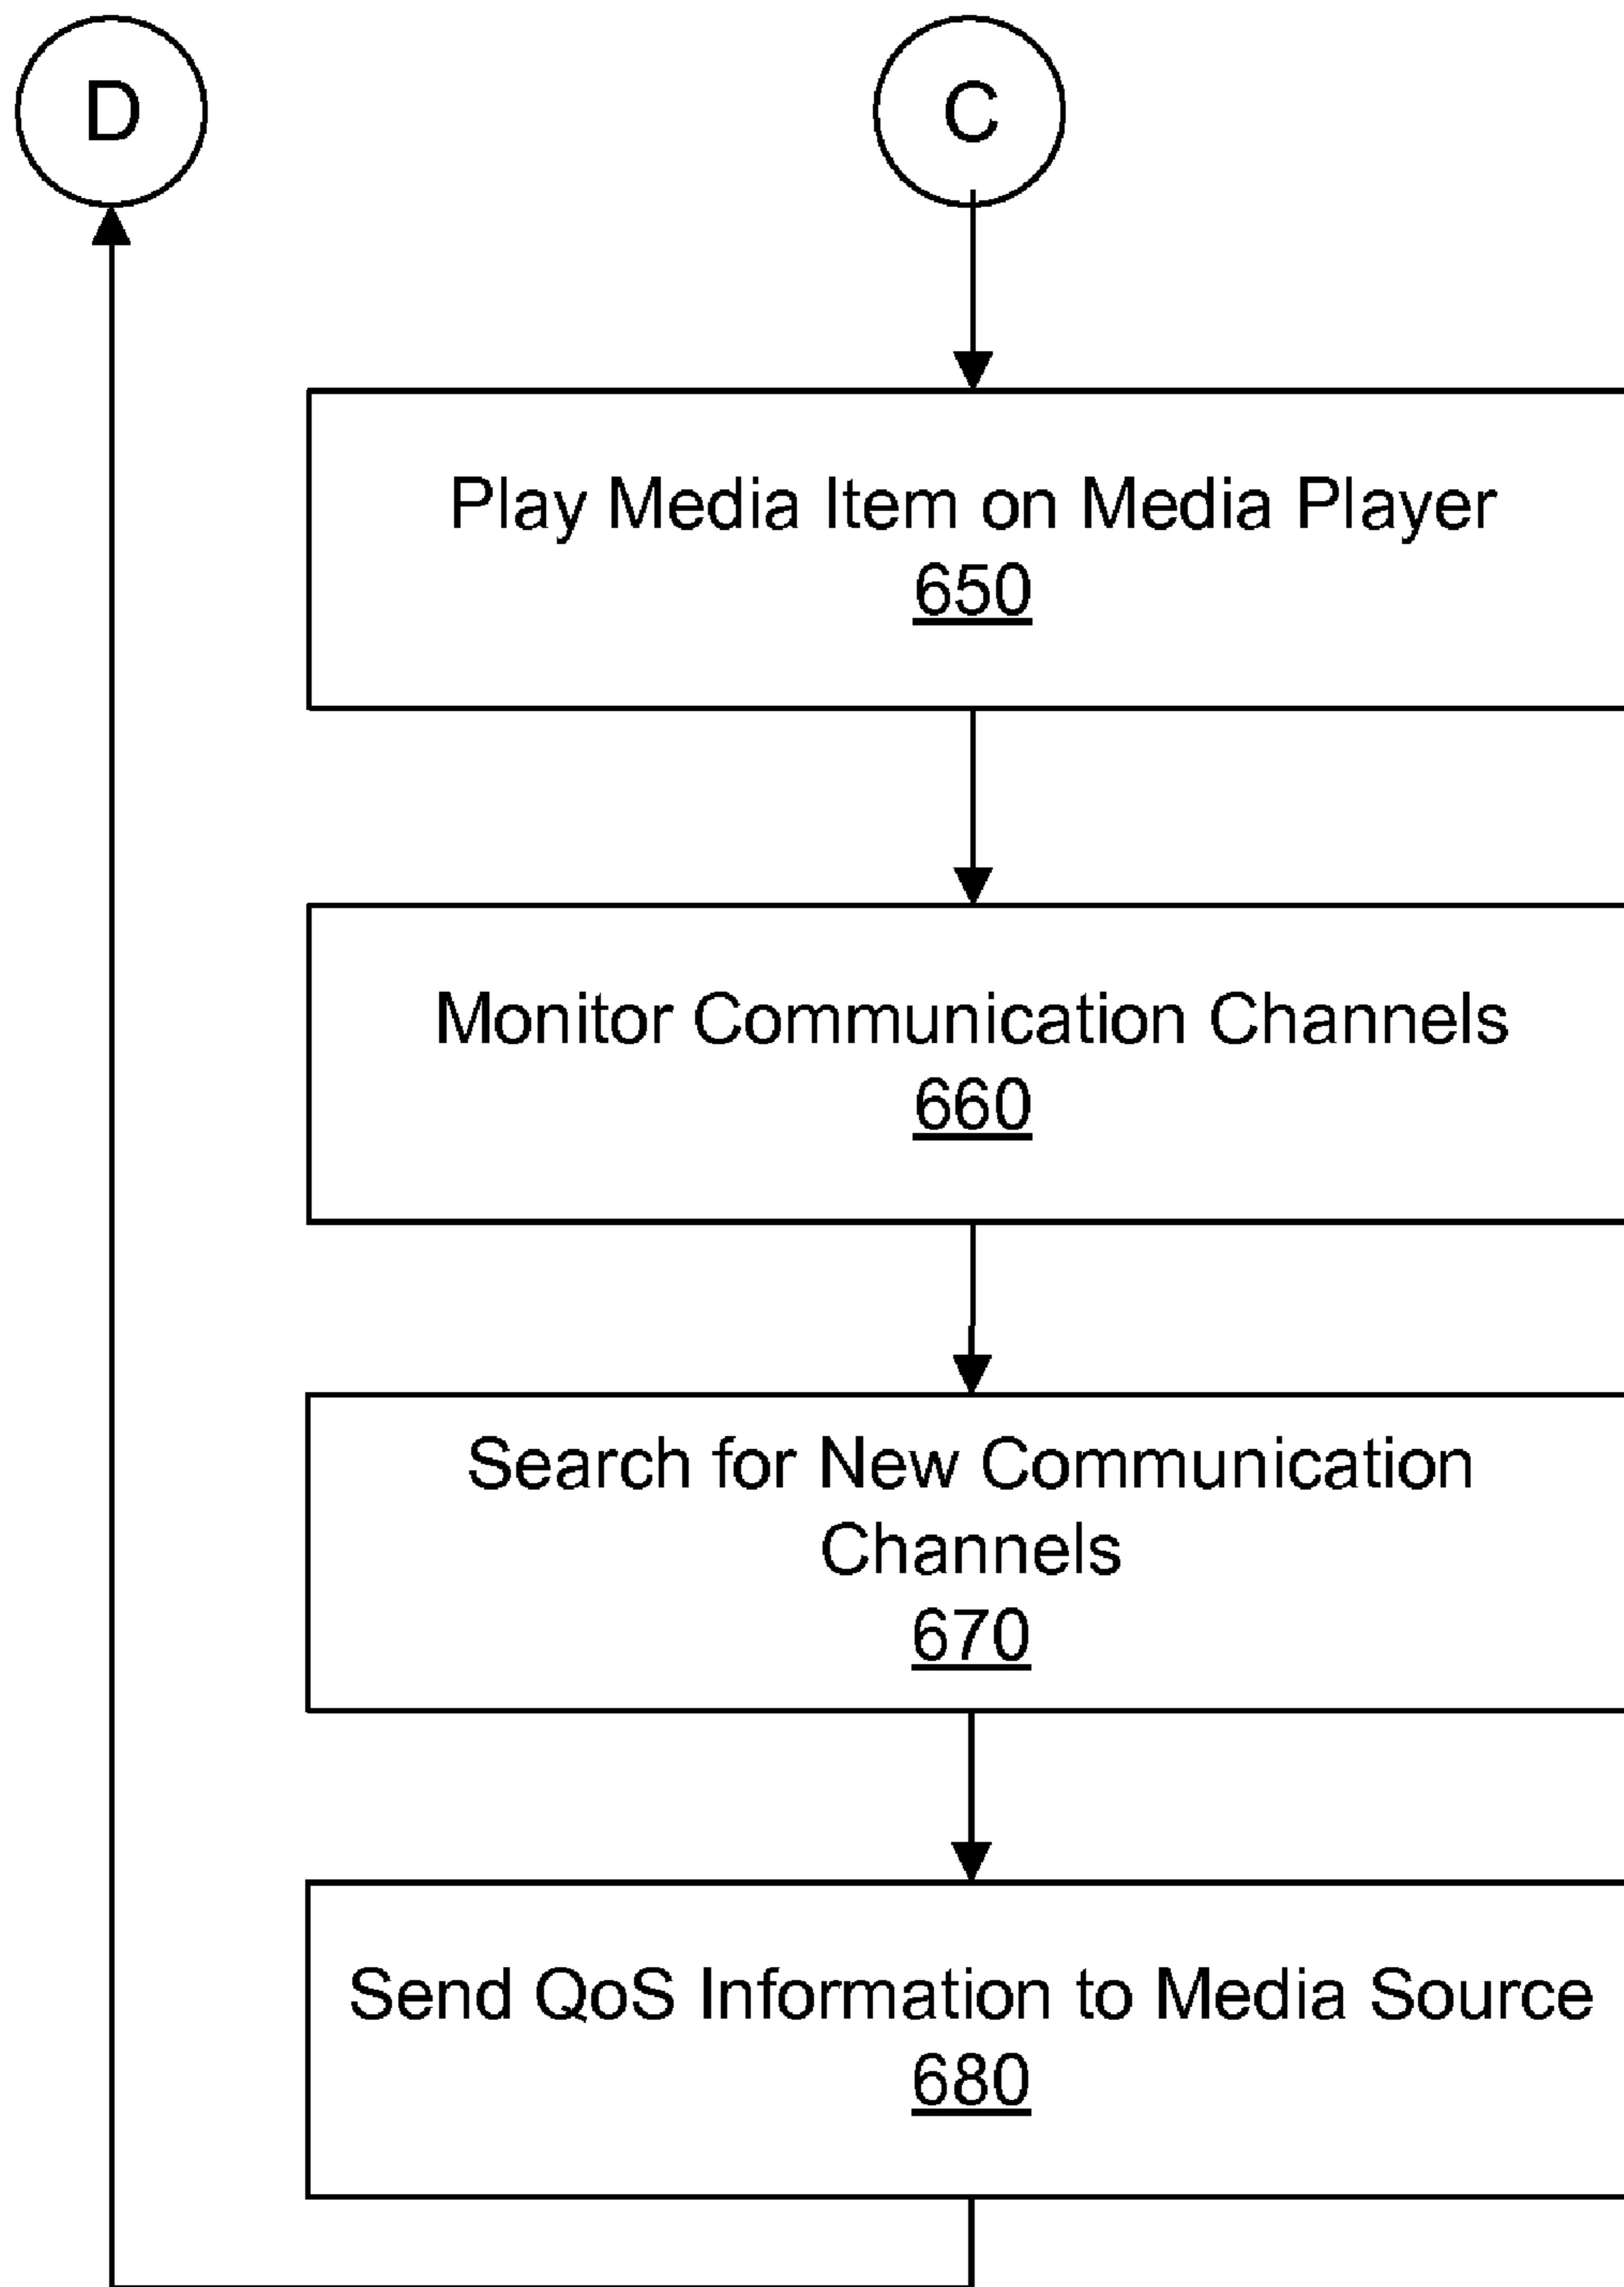 D
C
Play Media Item on Media Player
650
Monitor Communication Channels
660
Search for New Communication
Channels
670
Send QoS Information to Media Source
680